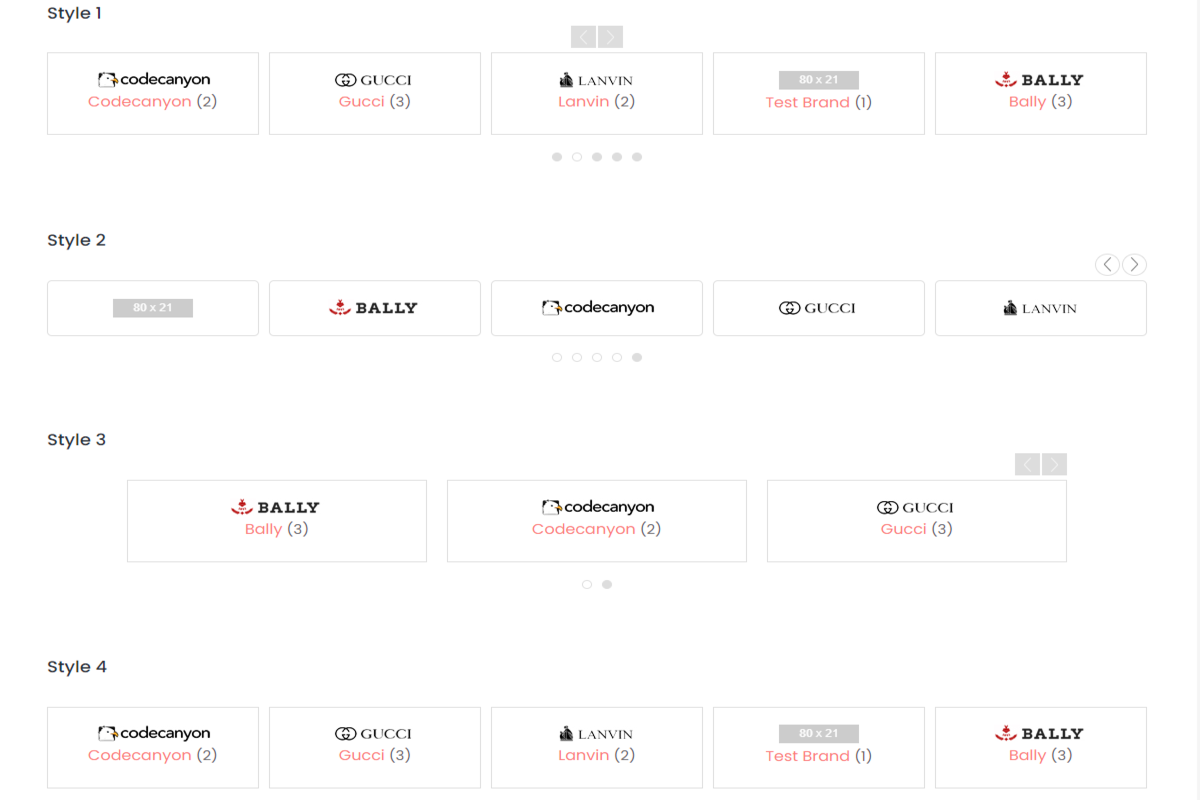 Style 1
codecanyon GUCCI LANVIN 80 x 21 BALLY
Codecanyon (2) Gucci (3) Lanvin (2) Test Brand (1) Bally (3)
Style 2
80 x 21 BALLY codecanyon GUCCI LANVIN
Style 3
BALLY codecanyon GUCCI
Bally (3) Codecanyon (2) Gucci (3)
Style 4
codecanyon GUCCI LANVIN 80 x 21 BALLY
Codecanyon (2) Gucci (3) Lanvin (2) Test Brand (1) Bally (3)